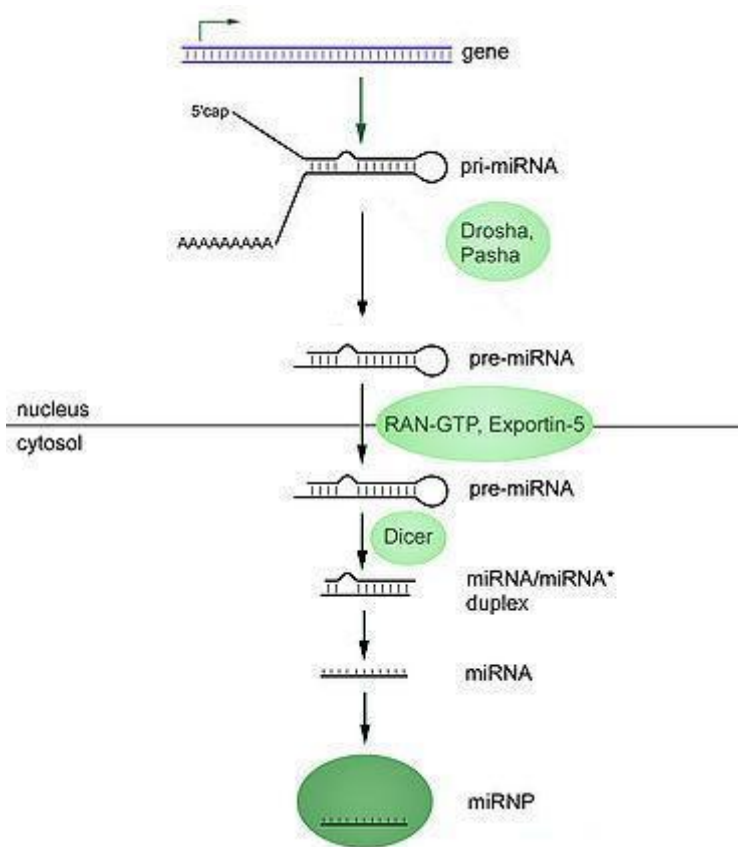 gene
5'cap
pri-miRNA
AAAAAAAAA
Drosha,
Pasha
pre-miRNA
nucleus
RAN-GTP, Exportin-5
cytosol
pre-miRNA
Dicer
miRNA/miRNA*
duplex
miRNA
miRNP